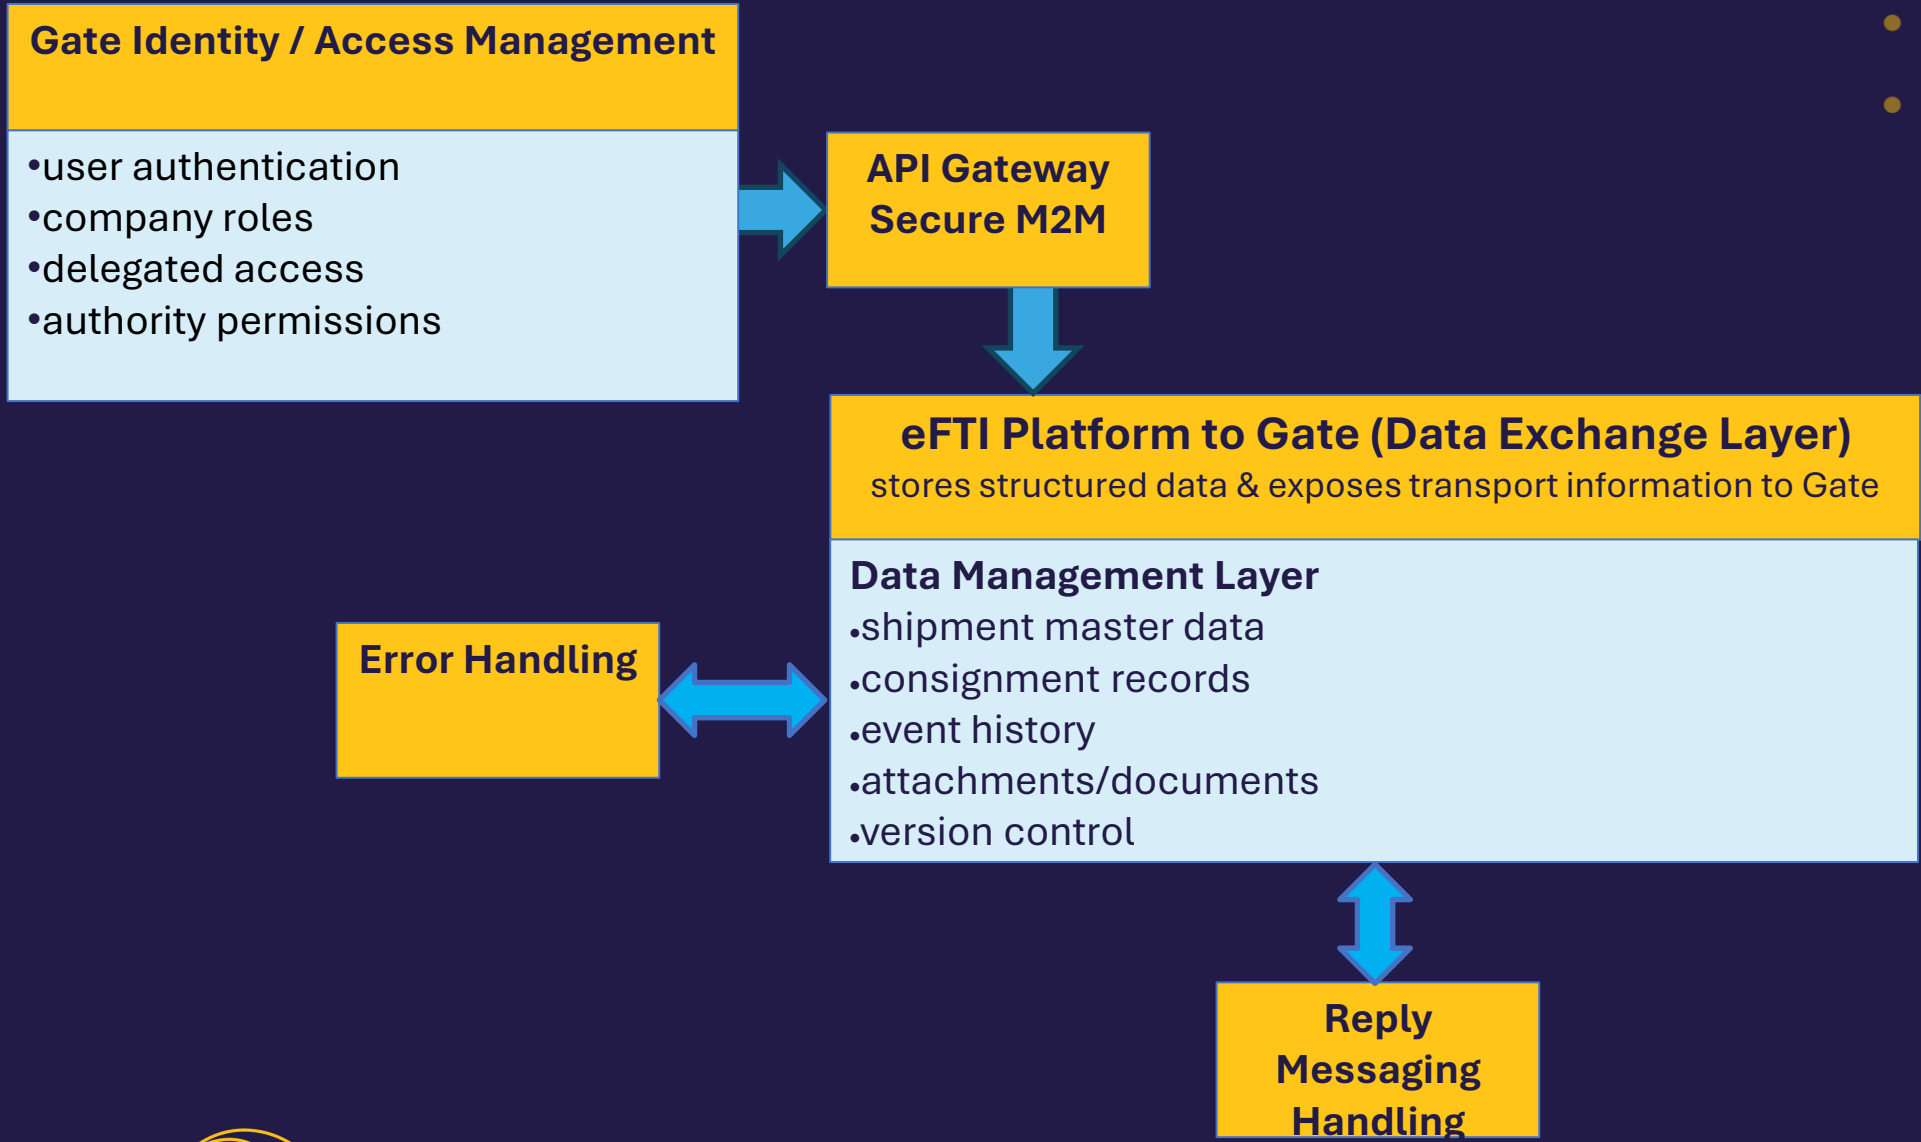 Gate Identity / Access Management
•user authentication
•company roles
•delegated access
•authority permissions
API Gateway
Secure M2M
eFTI Platform to Gate (Data Exchange Layer)
stores structured data & exposes transport information to Gate
Data Management Layer
•shipment master data
•consignment records
•event history
•attachments/documents
•version control
Error Handling
Reply
Messaging
Handling